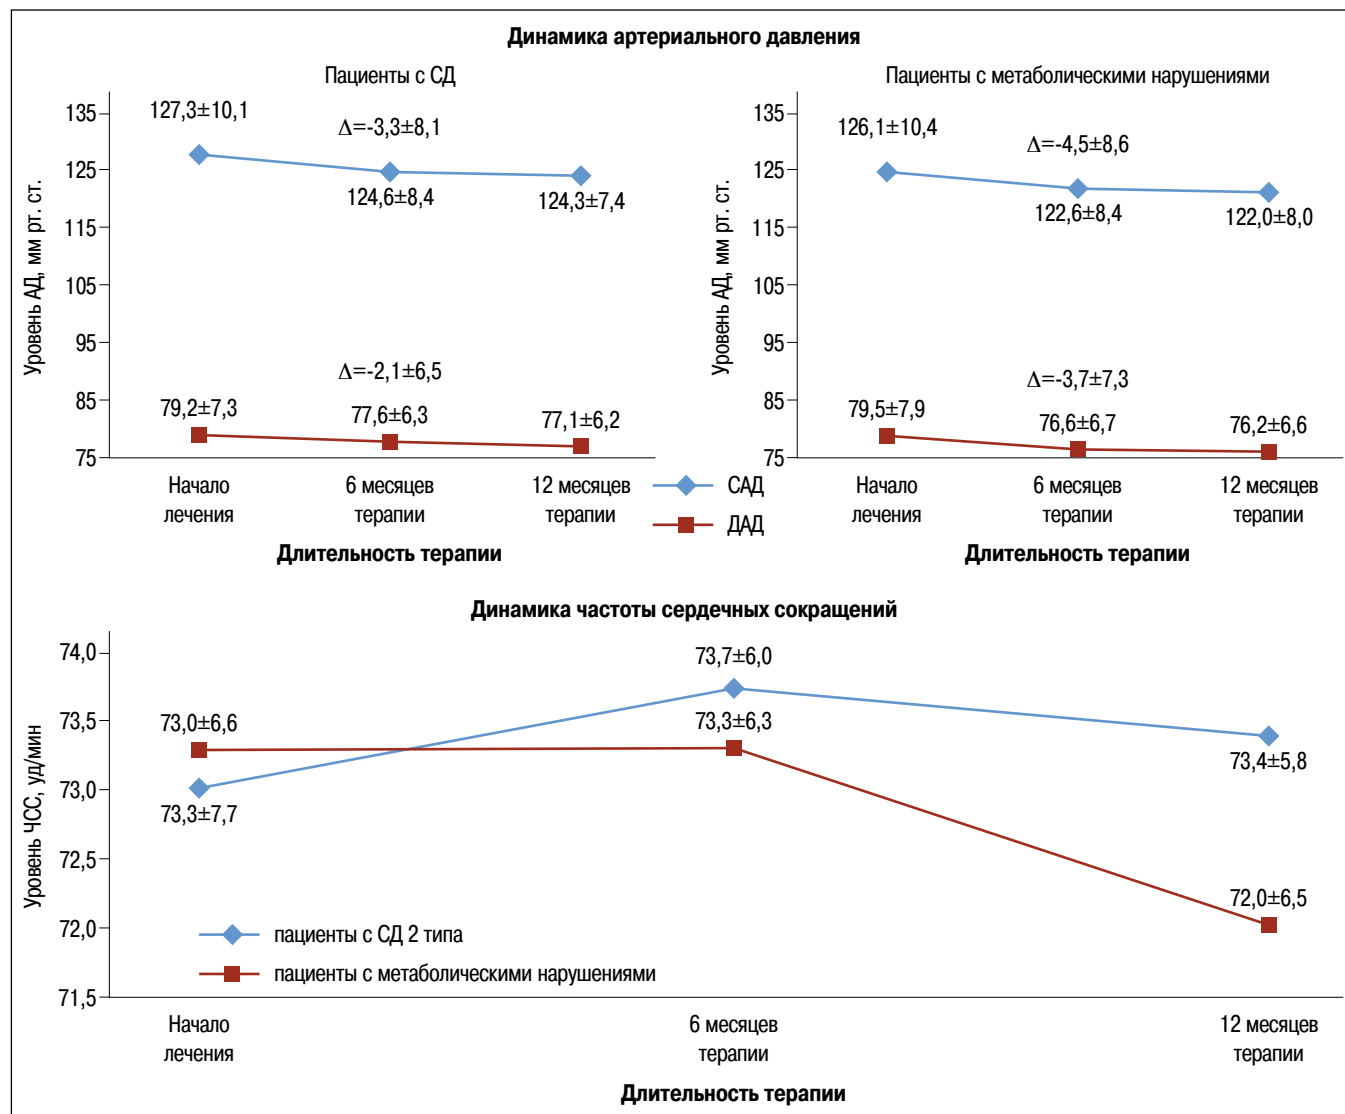 Динамика артериального давления
Пациенты с СД
Уровень АД, мм рт. ст.
135
125
115
105
95
85
75
127,3±10,1
Δ=-3,3±8,1
124,6±8,4
124,3±7,4
Δ=-2,1±6,5
79,2±7,3
77,6±6,3
77,1±6,2
Начало
лечения
6 месяцев
терапии
12 месяцев
терапии
Длительность терапии
САД
ДАД
Пациенты с метаболическими нарушениями
Уровень АД, мм рт. ст.
135
125
115
105
95
85
75
126,1±10,4
Δ=-4,5±8,6
122,6±8,4
122,0±8,0
Δ=-3,7±7,3
79,5±7,9
76,6±6,7
76,2±6,6
Начало
лечения
6 месяцев
терапии
12 месяцев
терапии
Длительность терапии
Динамика частоты сердечных сокращений
Уровень ЧСС, уд/мин
74,0
73,5
73,0
72,5
72,0
71,5
73,7±6,0
73,0±6,6
73,3±6,3
73,3±7,7
73,4±5,8
72,0±6,5
пациенты с СД 2 типа
пациенты с метаболическими нарушениями
Начало
лечения
6 месяцев
терапии
12 месяцев
терапии
Длительность терапии